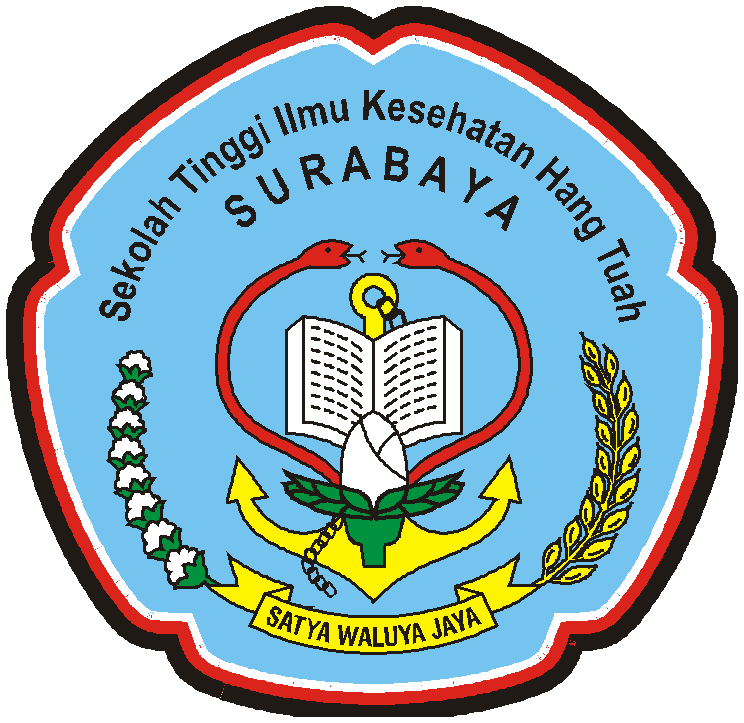 Sekolah Tinggi Ilmu Kesehatan Hang Tuah
SURABAYA
SATYA WALUYA JAYA